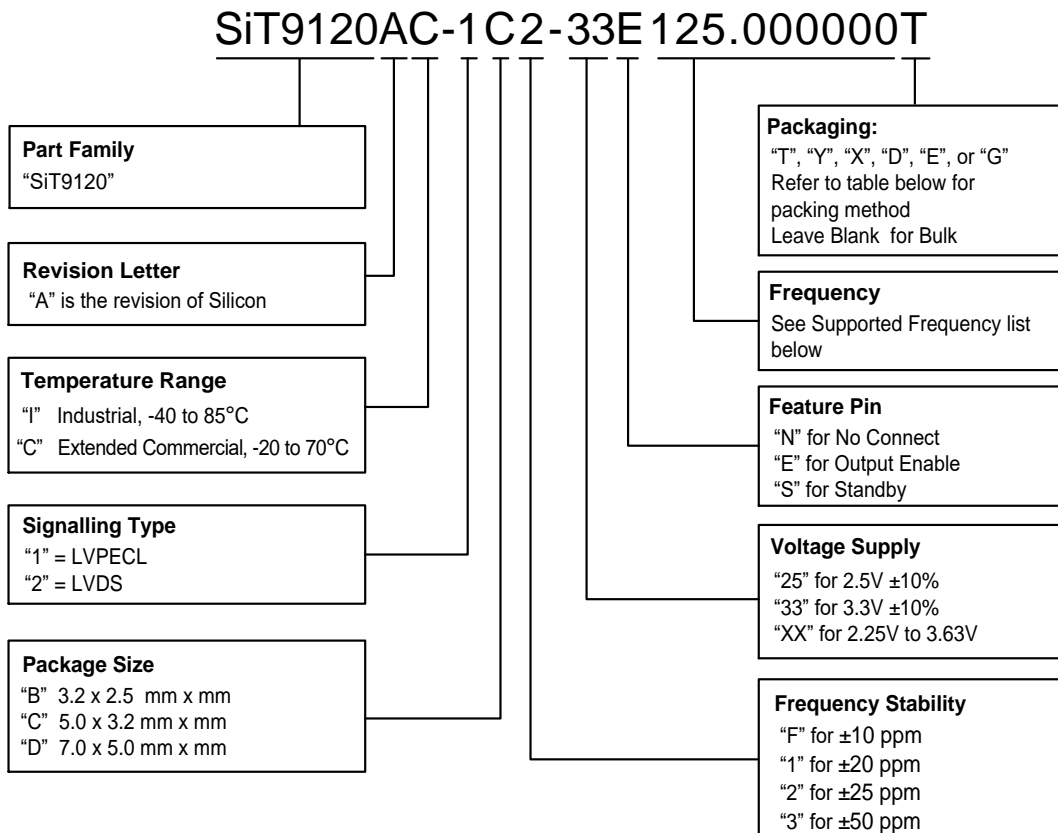 SiT9120AC-1C2-33E125.000000T
Part Family
“SiT9120”
Revision Letter
“A” is the revision of Silicon
Temperature Range
“I” Industrial, -40 to 85°C
“C” Extended Commercial, -20 to 70°C
Signalling Type
“1” = LVPECL
“2” = LVDS
Package Size
“B” 3.2 x 2.5 mm x mm
“C” 5.0 x 3.2 mm x mm
“D” 7.0 x 5.0 mm x mm
Packaging:
“T”, “Y”, “X”, “D”, “E”, or “G”
Refer to table below for
packing method
Leave Blank for Bulk
Frequency
See Supported Frequency list
below
Feature Pin
“N” for No Connect
“E” for Output Enable
“S” for Standby
Voltage Supply
“25” for 2.5V ±10%
“33” for 3.3V ±10%
“XX” for 2.25V to 3.63V
Frequency Stability
“F” for ±10 ppm
“1” for ±20 ppm
“2” for ±25 ppm
“3” for ±50 ppm